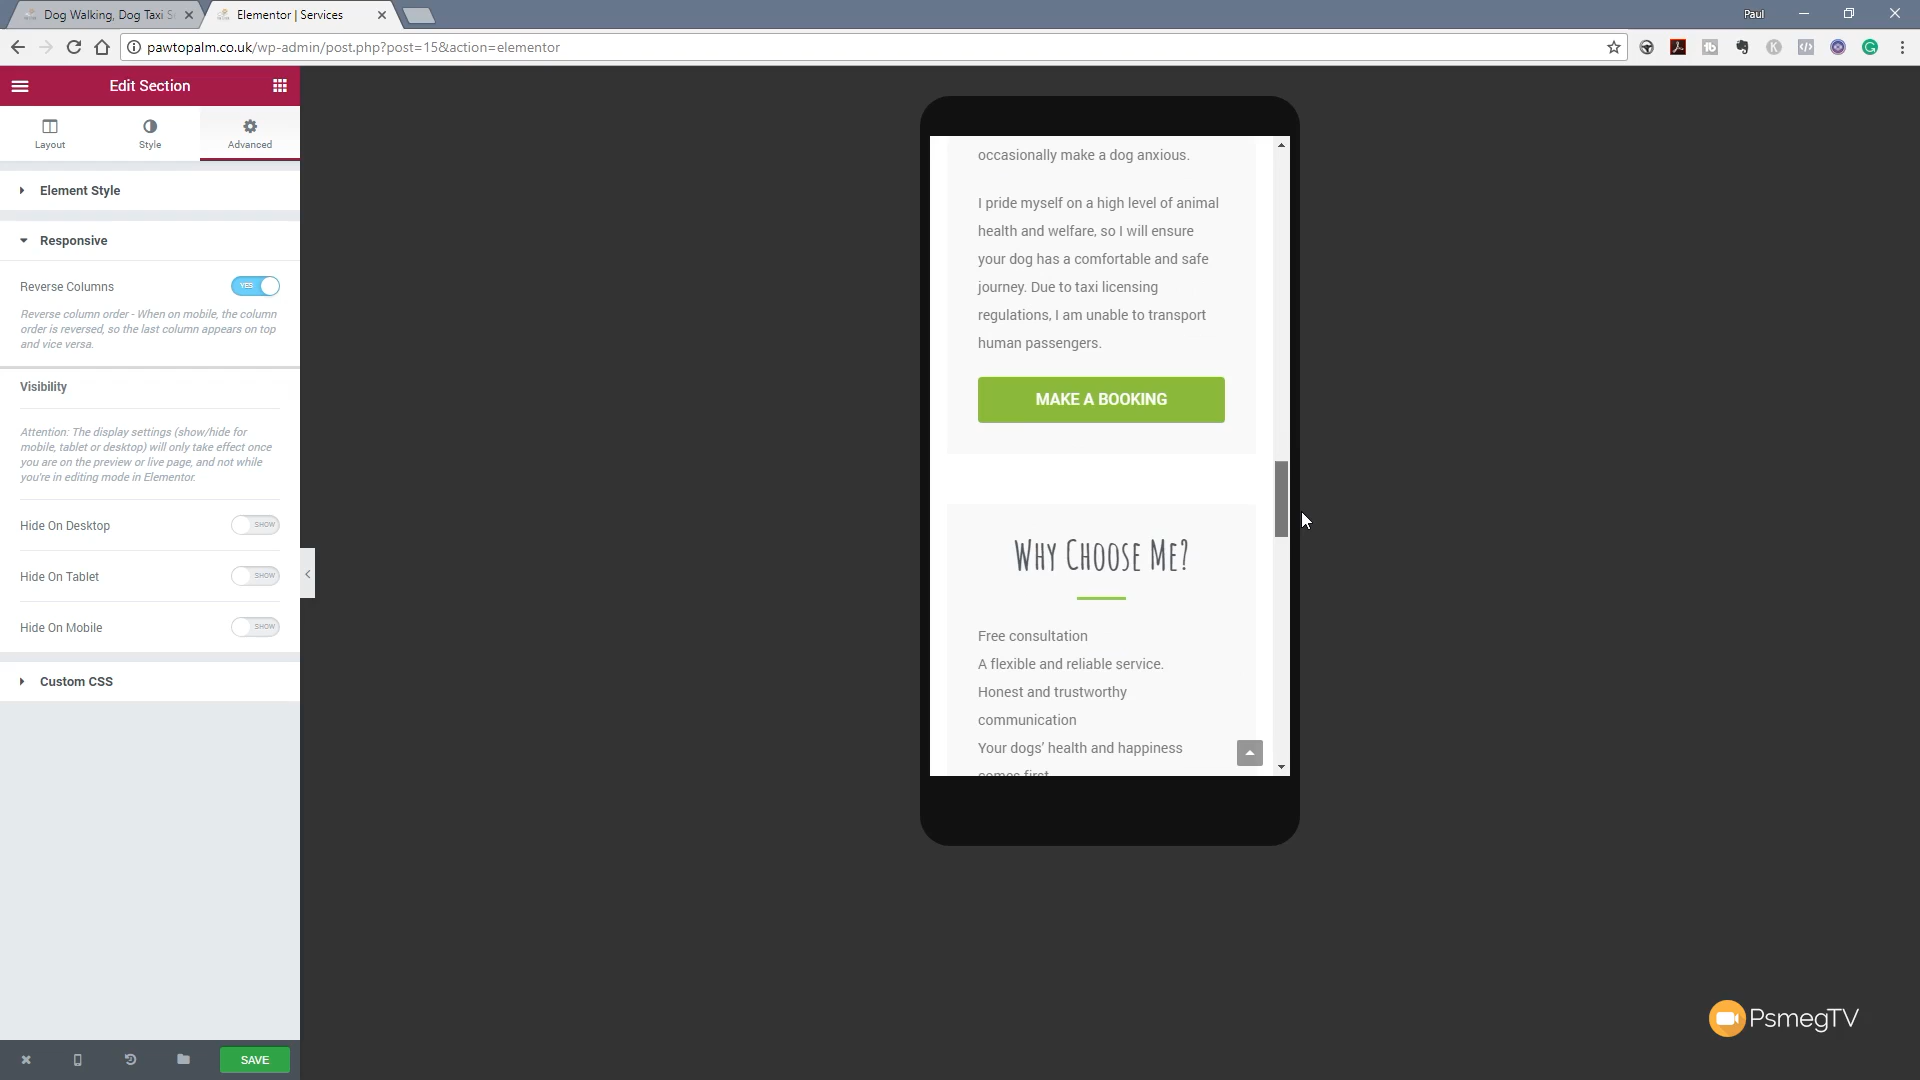 Dog Walking, Dog Taxi S
Elementor | Services
Paul
pawtopalm.co.uk/wp-admin/post.php?post=15&action=elementor
Edit Section
Layout
Style
Advanced
Element Style
Responsive
Reverse Columns
YES
Reverse column order - When on mobile, the column
order is reversed, so the last column appears on top
and vice versa.
Visibility
Attention: The display settings (show/hide for
mobile, tablet or desktop) will only take effect once
you are on the preview or live page, and not while
you're in editing mode in Elementor.
Hide On Desktop
SHOW
Hide On Tablet
SHOW
Hide On Mobile
SHOW
Custom CSS
SAVE
occasionally make a dog anxious.
I pride myself on a high level of animal
health and welfare, so I will ensure
your dog has a comfortable and safe
journey. Due to taxi licensing
regulations, I am unable to transport
human passengers.
MAKE A BOOKING
Why Choose Me?
Free consultation
A flexible and reliable service.
Honest and trustworthy
communication
Your dogs' health and happiness
comes first
PsmegTV